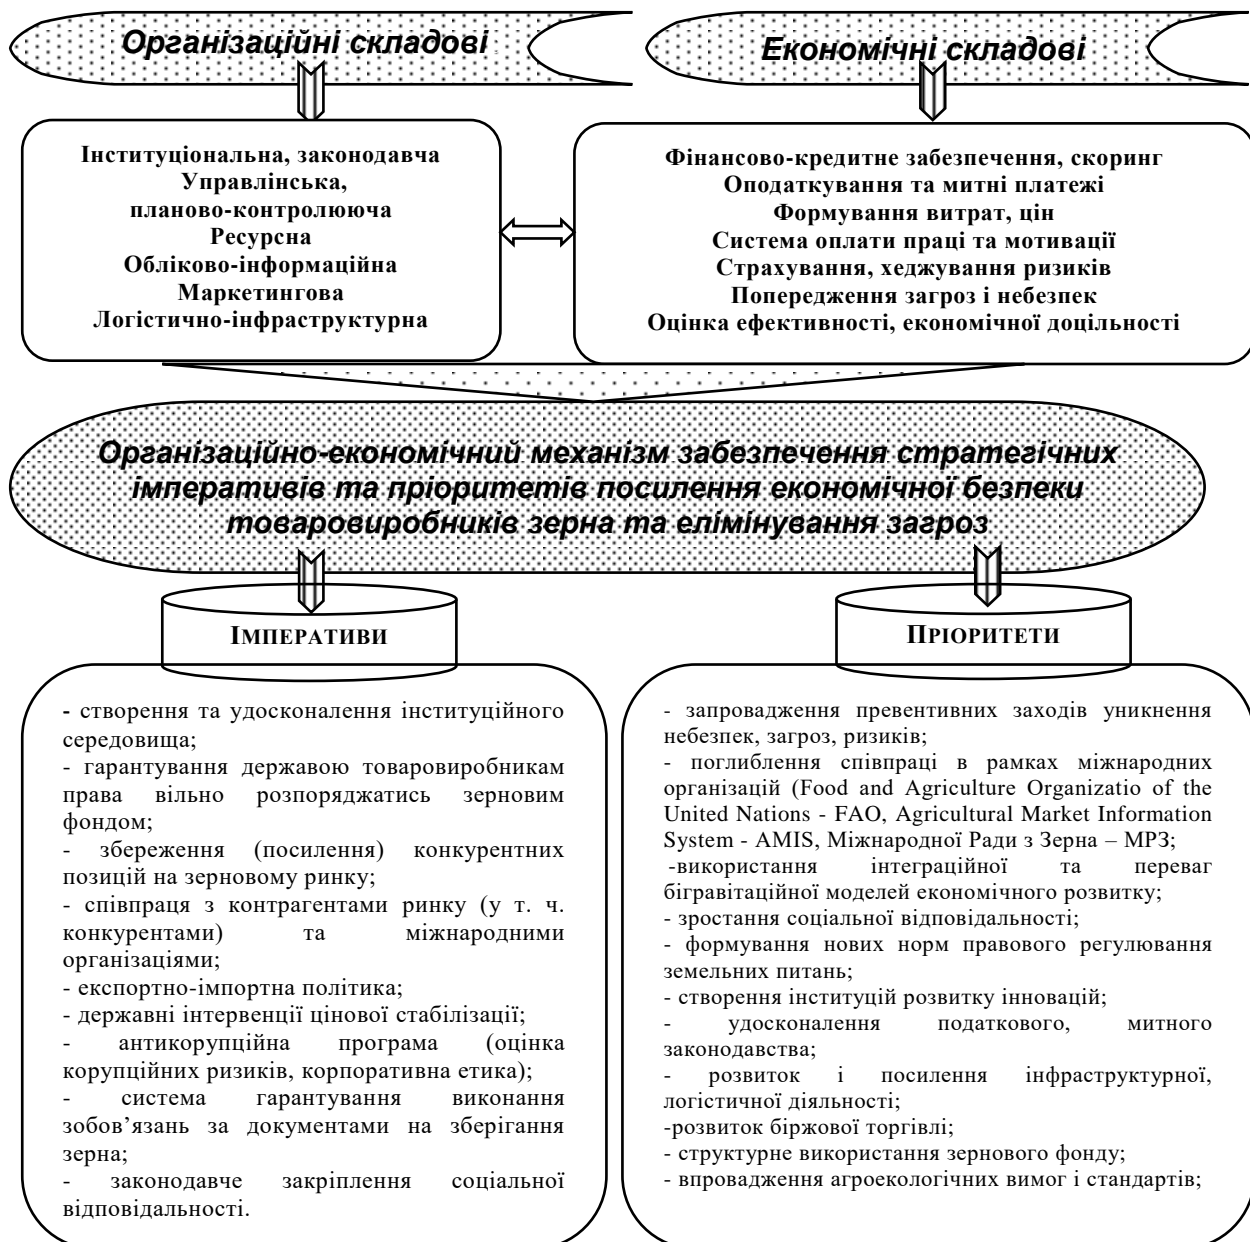 Організаційні складові
Економічні складові
Інституціональна, законодавча
Управлінська,
планово-контролююча
Ресурсна
Обліково-інформаційна
Маркетингова
Логістично-інфраструктурна
Фінансово-кредитне забезпечення, скоринг
Оподаткування та митні платежі
Формування витрат, цін
Система оплати праці та мотивації
Страхування, хеджування ризиків
Попередження загроз і небезпек
Оцінка ефективності, економічної доцільності
Організаційно-економічний механізм забезпечення стратегічних
імперативів та пріоритетів посилення економічної безпеки
товаровиробників зерна та елімінування загроз
ІМПЕРАТИВИ
- створення та удосконалення інституційного
середовища;
- гарантування державою товаровиробникам
права вільно розпоряджатись зерновим
фондом;
- збереження (посилення) конкурентних
позицій на зерновому ринку;
- співпраця з контрагентами ринку (у т. ч.
конкурентами) та міжнародними
організаціями;
- експортно-імпортна політика;
- державні інтервенції цінової стабілізації;
- антикорупційна програма (оцінка
корупційних ризиків, корпоративна етика);
- система гарантування виконання
зобов’язань за документами на зберігання
зерна;
- законодавче закріплення соціальної
відповідальності.
ПРІОРИТЕТИ
- запровадження превентивних заходів уникнення
небезпек, загроз, ризиків;
- поглиблення співпраці в рамках міжнародних
організацій (Food and Agriculture Organizatio of the
United Nations - FAO, Agricultural Market Information
System - AMIS, Міжнародної Ради з Зерна – МРЗ;
-використання інтеграційної та переваг
бігравітаційної моделей економічного розвитку;
- зростання соціальної відповідальності;
- формування нових норм правового регулювання
земельних питань;
- створення інституцій розвитку інновацій;
- удосконалення податкового, митного
законодавства;
- розвиток і посилення інфраструктурної,
логістичної діяльності;
-розвиток біржової торгівлі;
- структурне використання зернового фонду;
- впровадження агроекологічних вимог і стандартів;